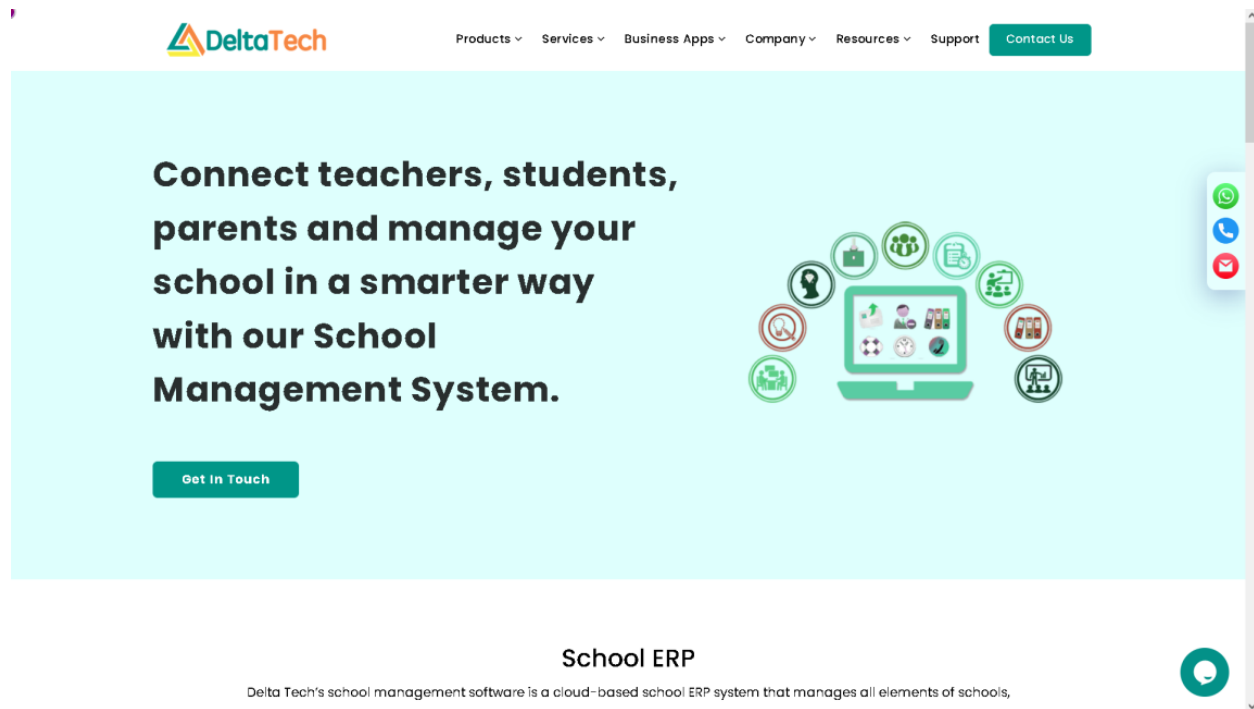 DeltaTech
Products Services Business Apps Company Resources Support Contact Us
Connect teachers, students,
parents and manage your
school in a smarter way
with our School
Management System.
Get In Touch
School ERP
Delta Tech's school management software is a cloud-based school ERP system that manages all elements of schools,